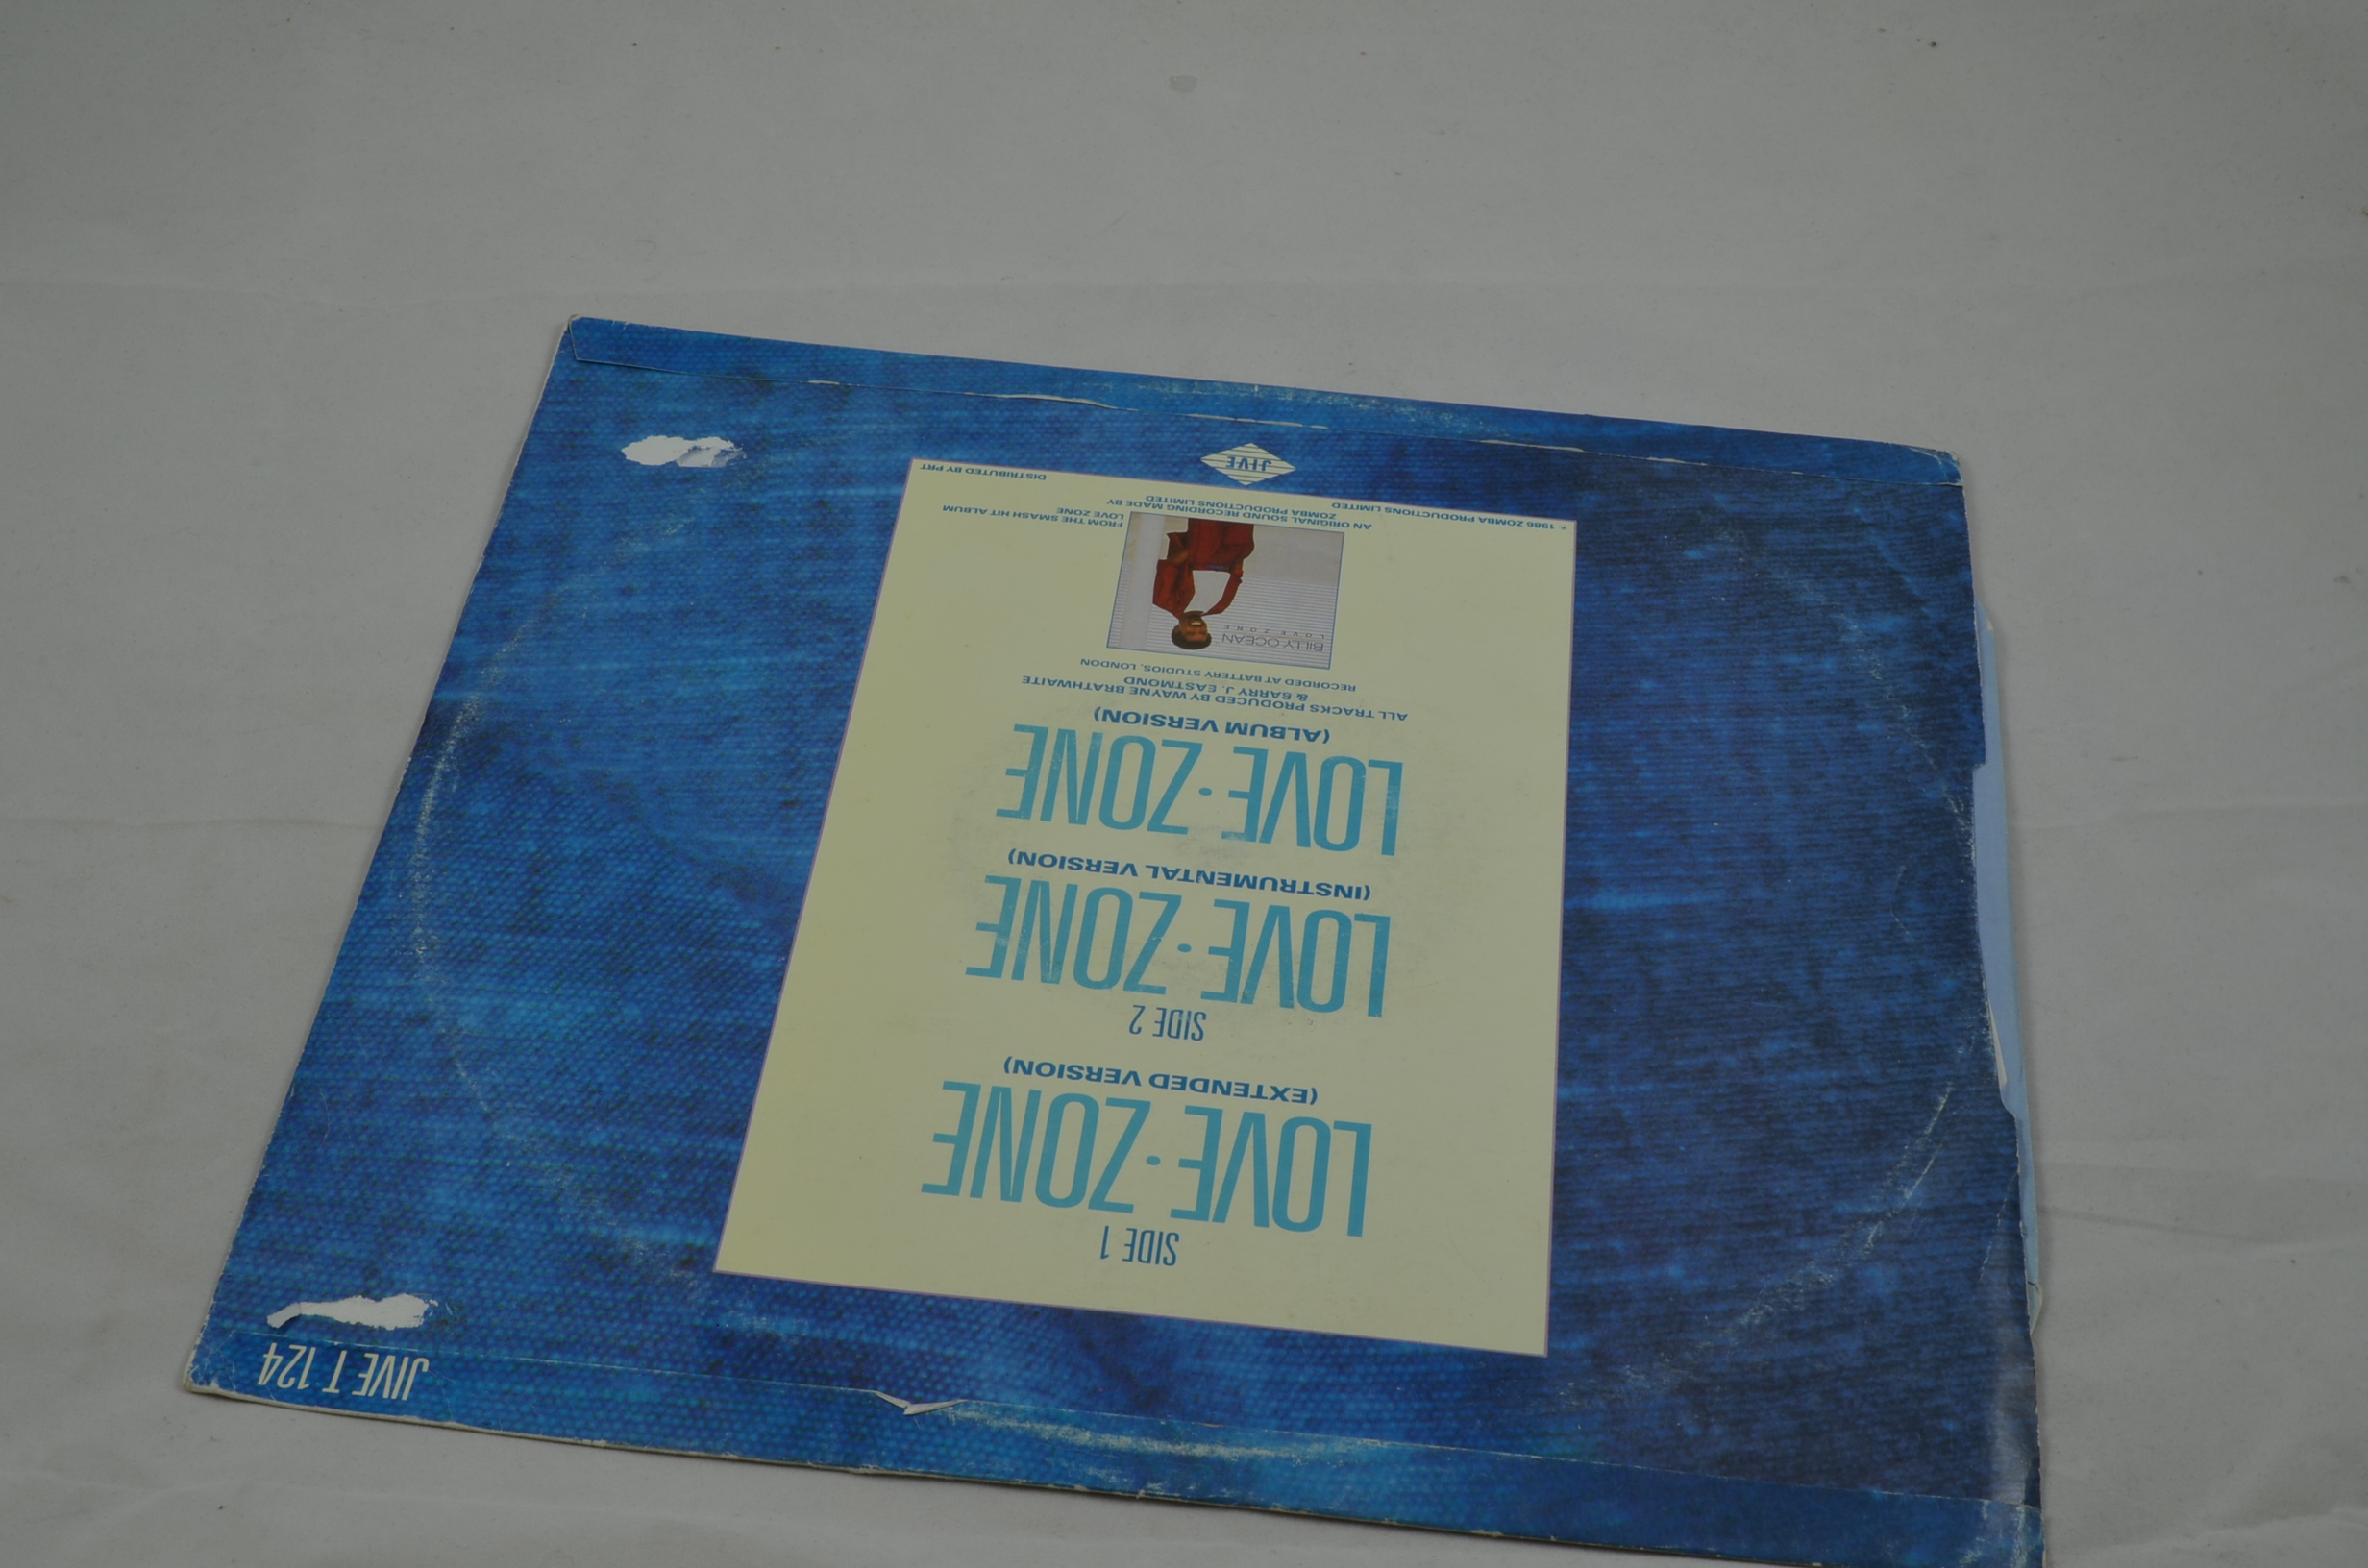 JIVE T 124
SIDE 1
LOVE·ZONE
(EXTENDED VERSION)
SIDE 2
LOVE·ZONE
(INSTRUMENTAL VERSION)
LOVE·ZONE
(ALBUM VERSION)
ALL TRACKS PRODUCED BY WAYNE BRATHWAITE
& BARRY J. EASTMOND
RECORDED AT BATTERY STUDIOS, LONDON
BILLY OCEAN
LOVE ZONE
FROM THE SMASH HIT ALBUM
LOVE ZONE
℗ 1986 ZOMBA PRODUCTIONS LIMITED
AN ORIGINAL SOUND RECORDING MADE BY
ZOMBA PRODUCTIONS LIMITED
DISTRIBUTED BY PRT
JIVE